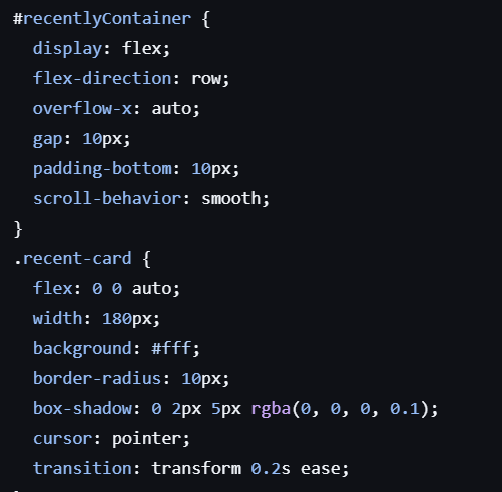 #recentlyContainer {
  display: flex;
  flex-direction: row;
  overflow-x: auto;
  gap: 10px;
  padding-bottom: 10px;
  scroll-behavior: smooth;
}
.recent-card {
  flex: 0 0 auto;
  width: 180px;
  background: #fff;
  border-radius: 10px;
  box-shadow: 0 2px 5px rgba(0, 0, 0, 0.1);
  cursor: pointer;
  transition: transform 0.2s ease;